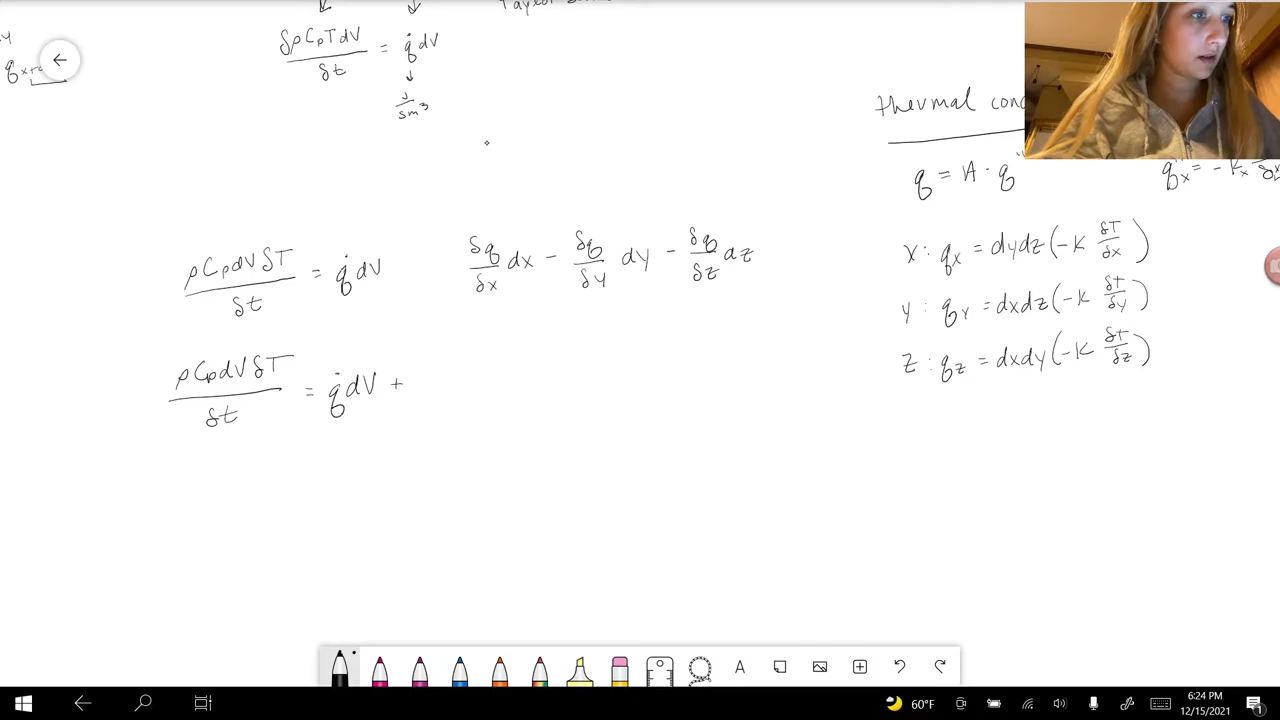 q x+
δρCpTdV / δt = q̇ dV
J / sm³
thermal
q = A · q"
q"x = -Kx
ρCpdVδT / δt = q̇ dV   δq/δx dx - δq/δy dy - δq/δz dz
x: qx = dydz(-K δT/δx)
y: qy = dxdz(-K δT/δy)
z: qz = dxdy(-K δT/δz)
ρCpdVδT / δt = q̇ dV +
A
60°F
6:24 PM
12/15/2021
1